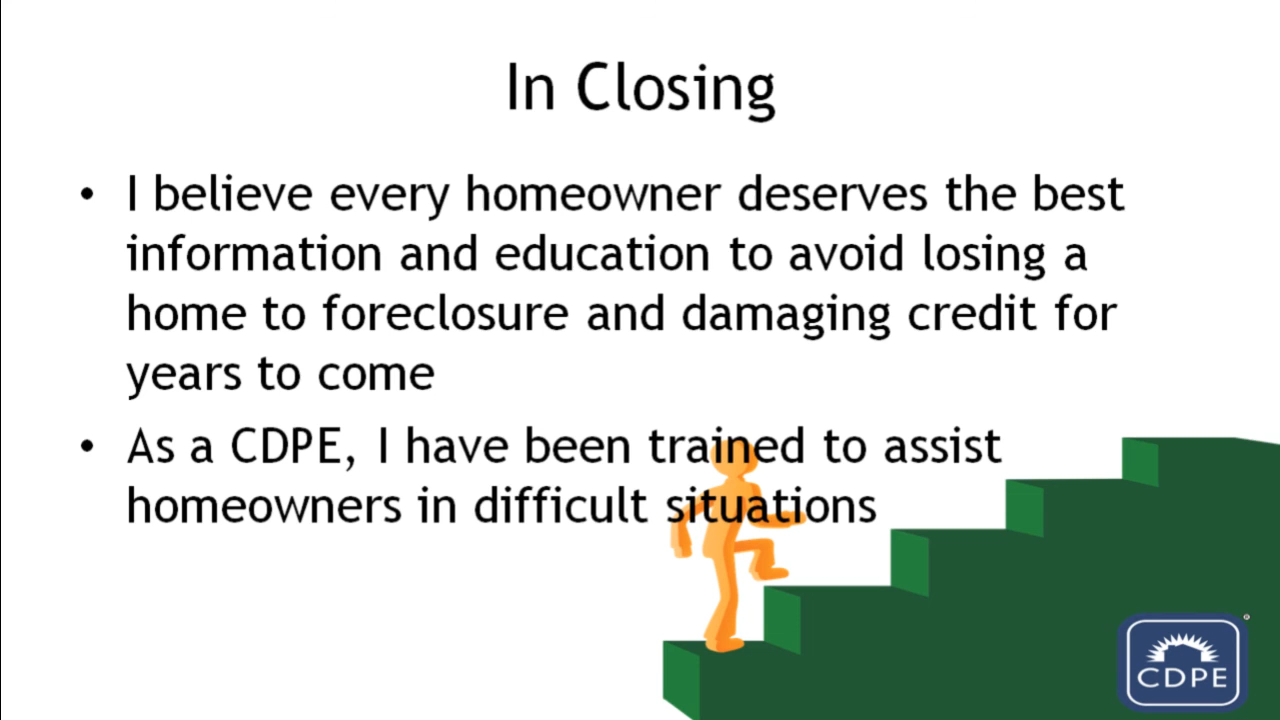 In Closing
• I believe every homeowner deserves the best
information and education to avoid losing a
home to foreclosure and damaging credit for
years to come
• As a CDPE, I have been trained to assist
homeowners in difficult situations
CDPE